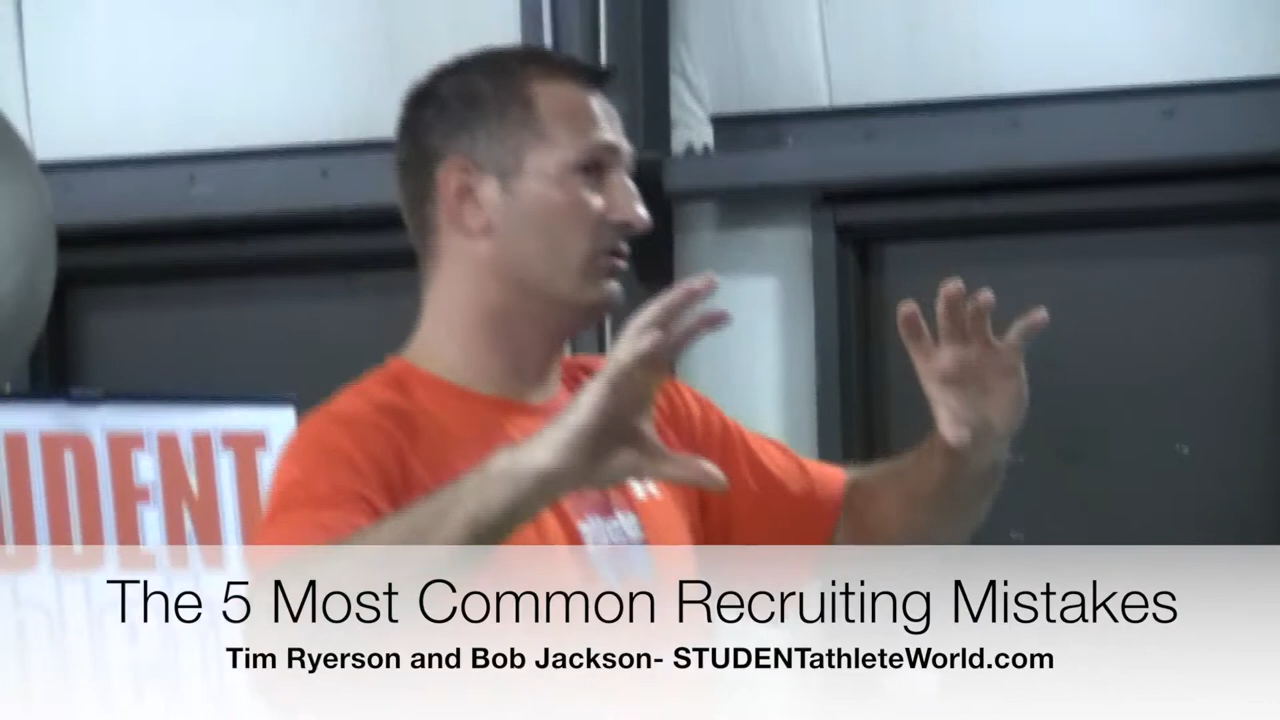 UDENT
The 5 Most Common Recruiting Mistakes
Tim Ryerson and Bob Jackson- STUDENTathleteWorld.com